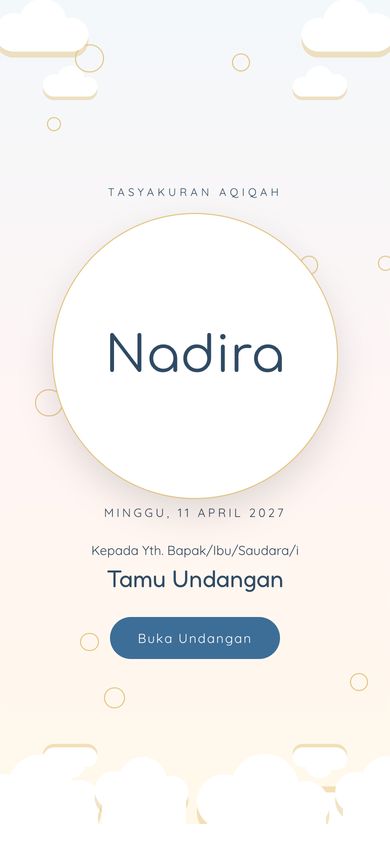 TASYAKURAN AQIQAH
Nadira
MINGGU, 11 APRIL 2027
Kepada Yth. Bapak/Ibu/Saudara/i
Tamu Undangan
Buka Undangan